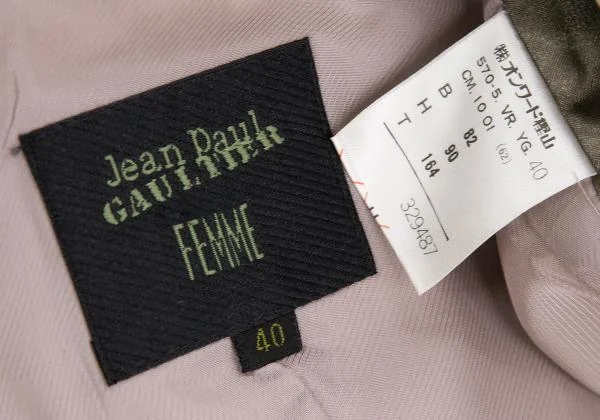 Jean Paul
GAULTIER
FEMME
40
㈱オンワード樫山
570-5. VR. YG. 40
CM. 10 01 (62)
B 82
H 90
T 164
329487